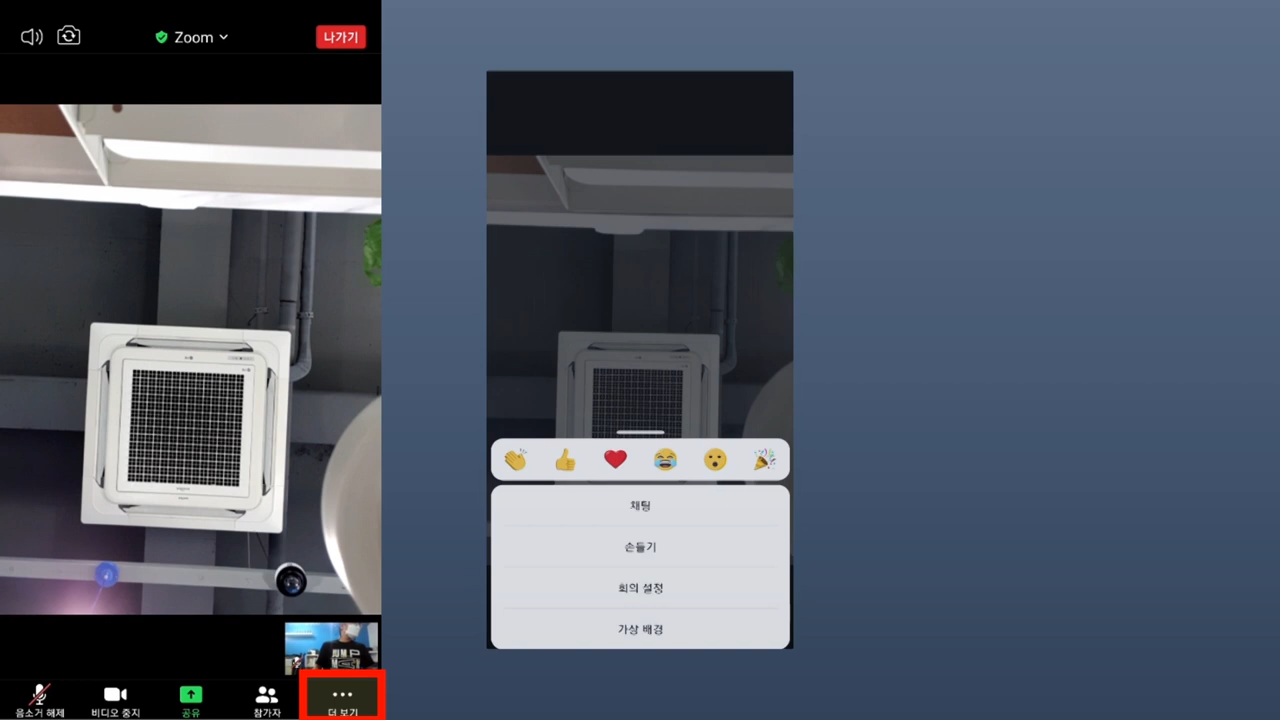 Zoom
나가기
음소거 해제
비디오 중지
공유
참가자
더 보기
채팅
손들기
회의 설정
가상 배경